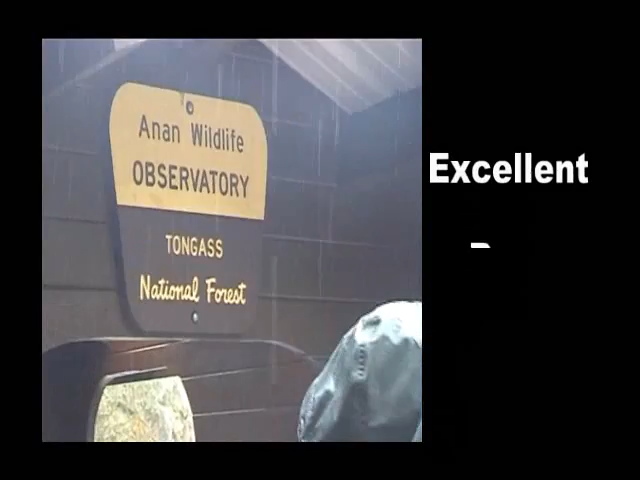 Anan Wildlife
OBSERVATORY
TONGASS
National Forest
Excellent